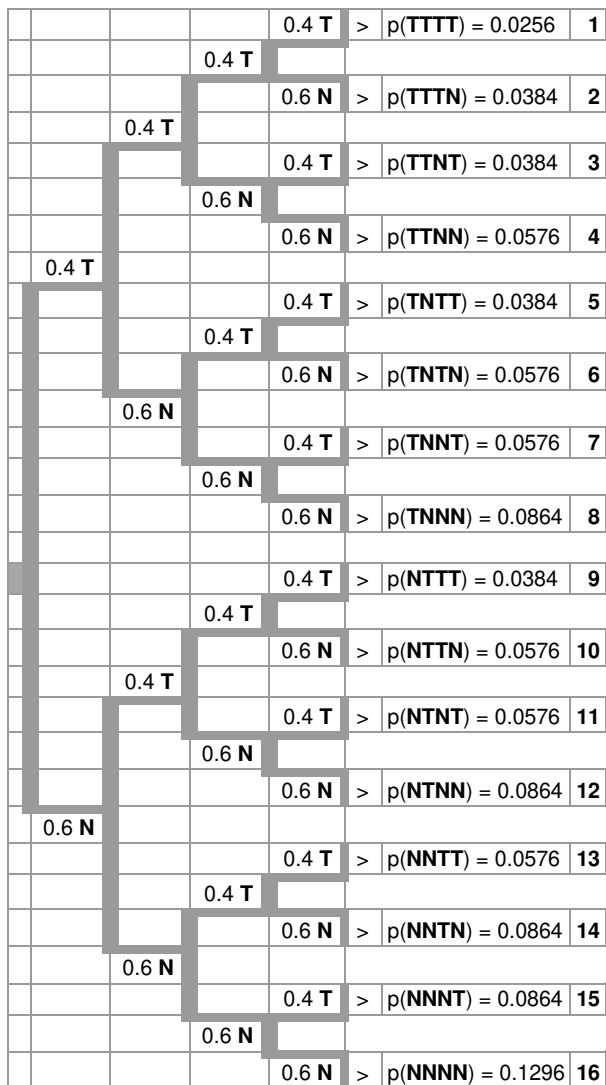 0.4 T > p(TTTT) = 0.0256 1
0.4 T
0.6 N > p(TTTN) = 0.0384 2
0.4 T
0.4 T > p(TTNT) = 0.0384 3
0.6 N
0.6 N > p(TTNN) = 0.0576 4
0.4 T
0.4 T > p(TNTT) = 0.0384 5
0.4 T
0.6 N > p(TNTN) = 0.0576 6
0.6 N
0.4 T > p(TNNT) = 0.0576 7
0.6 N
0.6 N > p(TNNN) = 0.0864 8
0.4 T > p(NTTT) = 0.0384 9
0.4 T
0.6 N > p(NTTN) = 0.0576 10
0.4 T
0.4 T > p(NTNT) = 0.0576 11
0.6 N
0.6 N > p(NTNN) = 0.0864 12
0.6 N
0.4 T > p(NNTT) = 0.0576 13
0.4 T
0.6 N > p(NNTN) = 0.0864 14
0.6 N
0.4 T > p(NNNT) = 0.0864 15
0.6 N
0.6 N > p(NNNN) = 0.1296 16